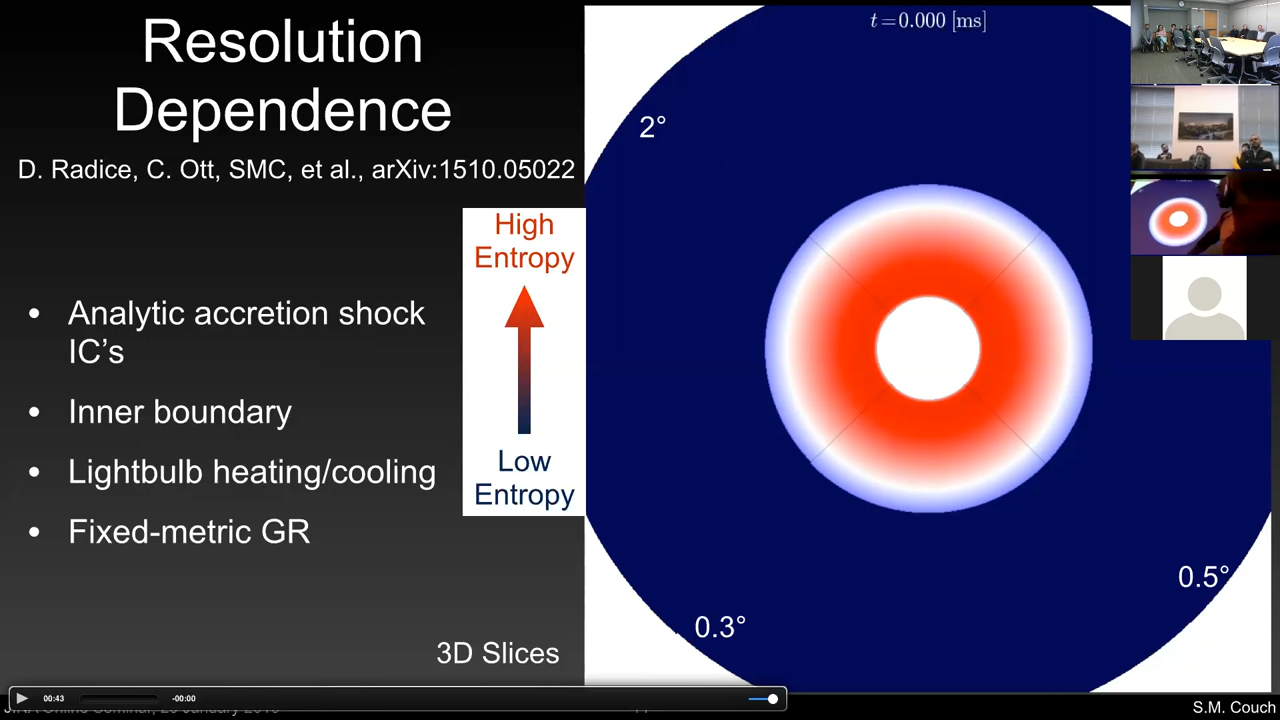 Resolution
Dependence
D. Radice, C. Ott, SMC, et al., arXiv:1510.05022
High
Entropy
Low
Entropy
• Analytic accretion shock
IC's
• Inner boundary
• Lightbulb heating/cooling
• Fixed-metric GR
3D Slices
t=0.000 [ms]
2°
0.5°
0.3°
00:43
-00:00
S.M. Couch